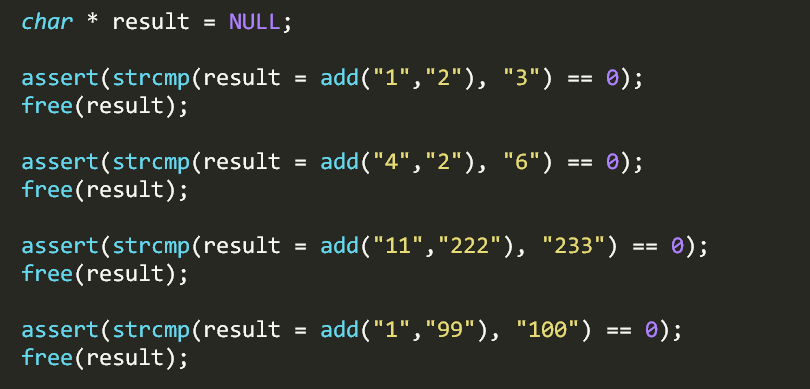 char * result = NULL;
assert(strcmp(result = add("1","2"), "3") == 0);
free(result);
assert(strcmp(result = add("4","2"), "6") == 0);
free(result);
assert(strcmp(result = add("11","222"), "233") == 0);
free(result);
assert(strcmp(result = add("1","99"), "100") == 0);
free(result);